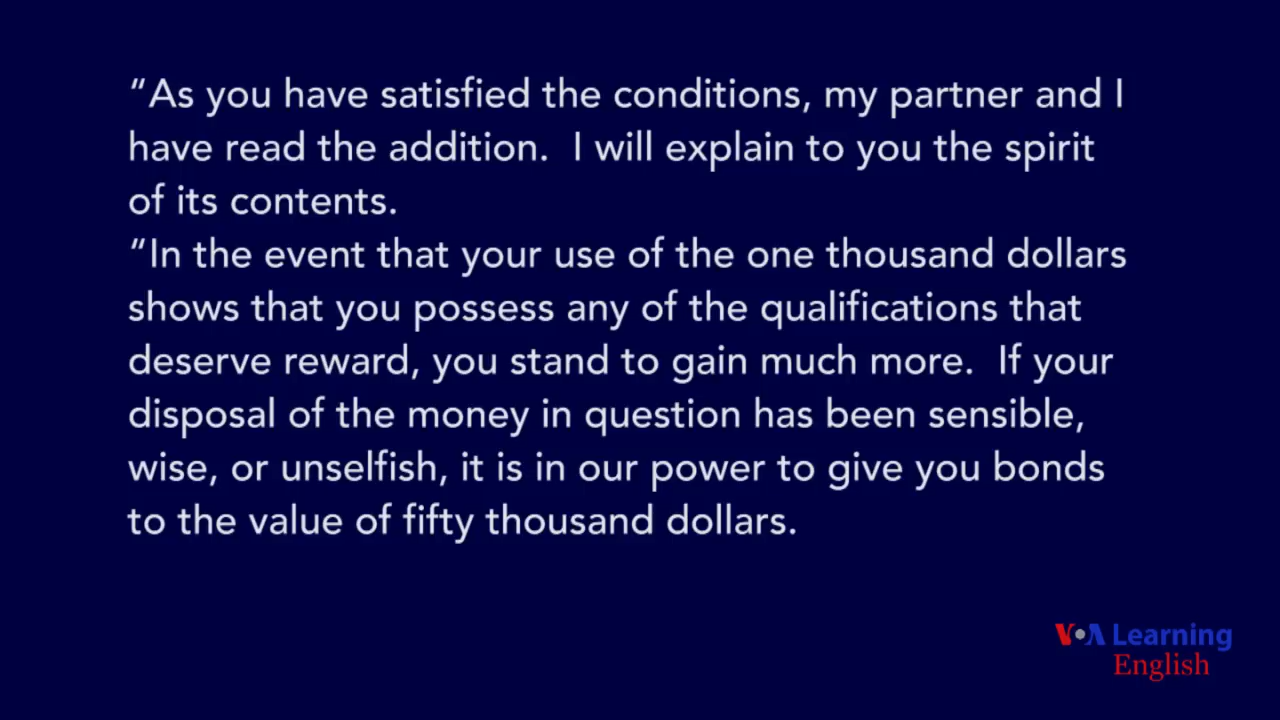 “As you have satisfied the conditions, my partner and I
have read the addition.  I will explain to you the spirit
of its contents.
“In the event that your use of the one thousand dollars
shows that you possess any of the qualifications that
deserve reward, you stand to gain much more.  If your
disposal of the money in question has been sensible,
wise, or unselfish, it is in our power to give you bonds
to the value of fifty thousand dollars.
VOA Learning
English